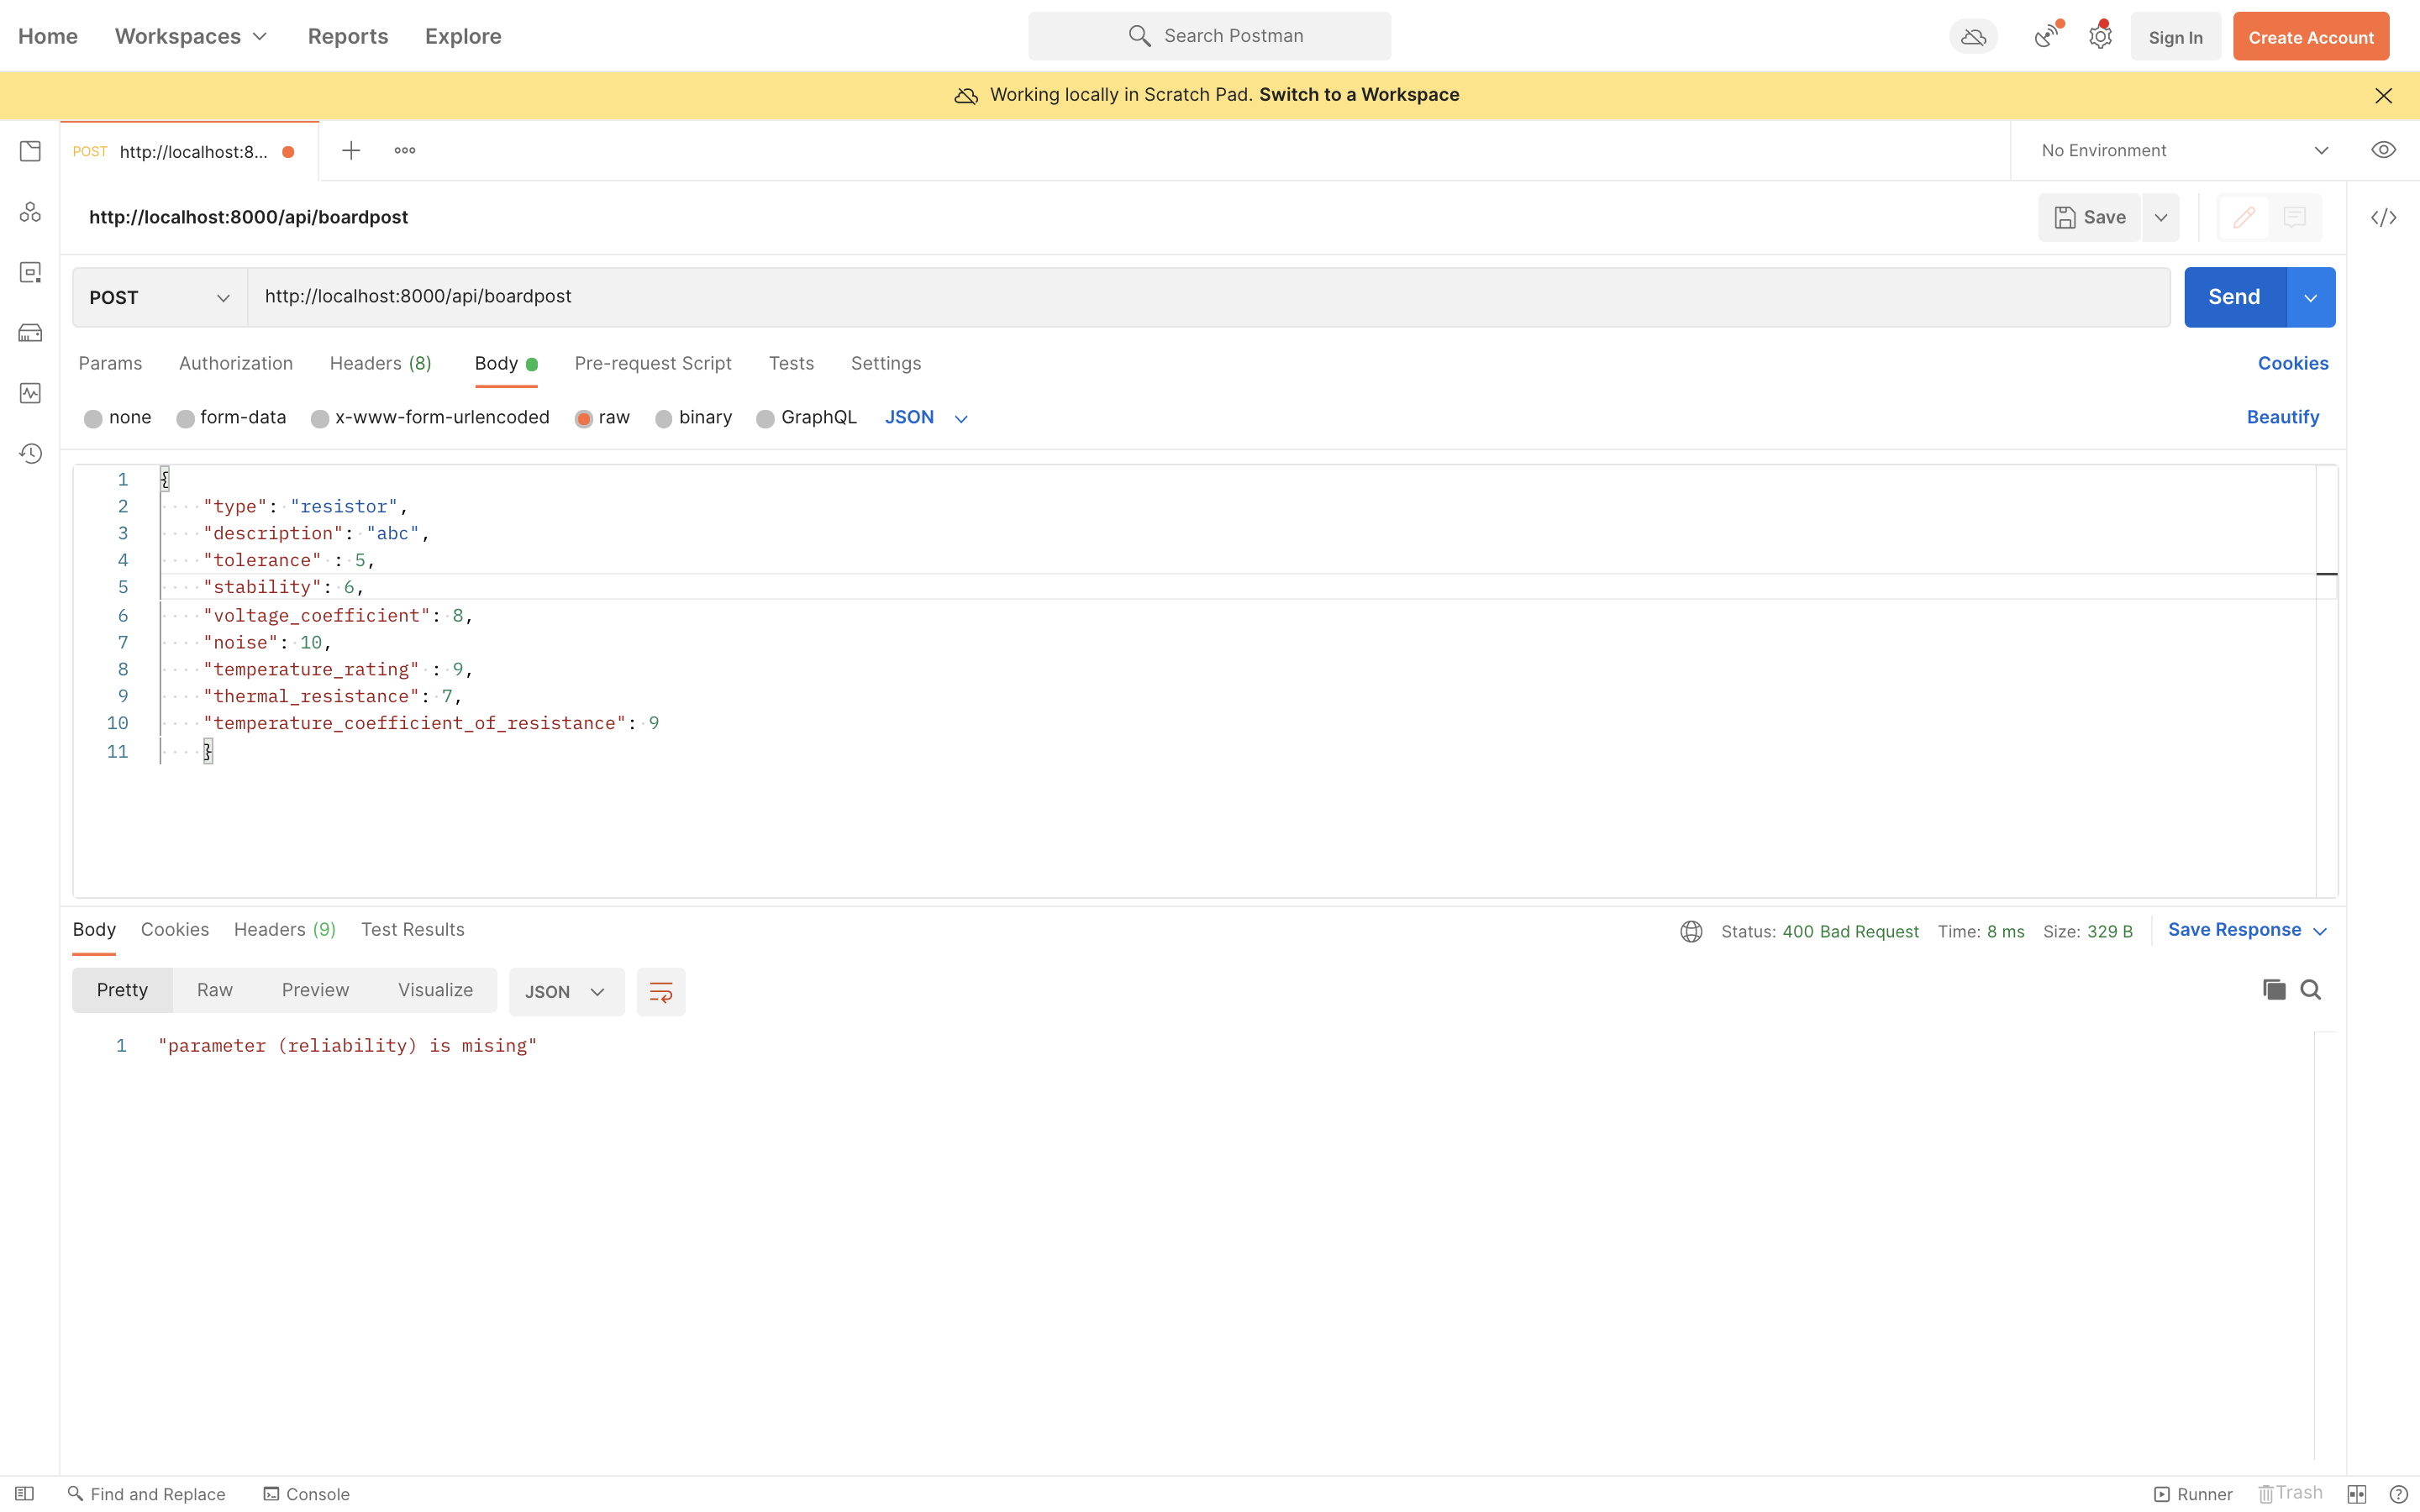 Home Workspaces Reports Explore Search Postman Sign In Create Account
Working locally in Scratch Pad. Switch to a Workspace
POST http://localhost:8... No Environment
http://localhost:8000/api/boardpost Save
POST http://localhost:8000/api/boardpost Send
Params Authorization Headers (8) Body Pre-request Script Tests Settings Cookies
none form-data x-www-form-urlencoded raw binary GraphQL JSON Beautify
1 {
2 "type": "resistor",
3 "description": "abc",
4 "tolerance" : 5,
5 "stability": 6,
6 "voltage_coefficient": 8,
7 "noise": 10,
8 "temperature_rating" : 9,
9 "thermal_resistance": 7,
10 "temperature_coefficient_of_resistance": 9
11 }
Body Cookies Headers (9) Test Results Status: 400 Bad Request Time: 8 ms Size: 329 B Save Response
Pretty Raw Preview Visualize JSON
1 "parameter (reliability) is mising"
Find and Replace Console Runner Trash